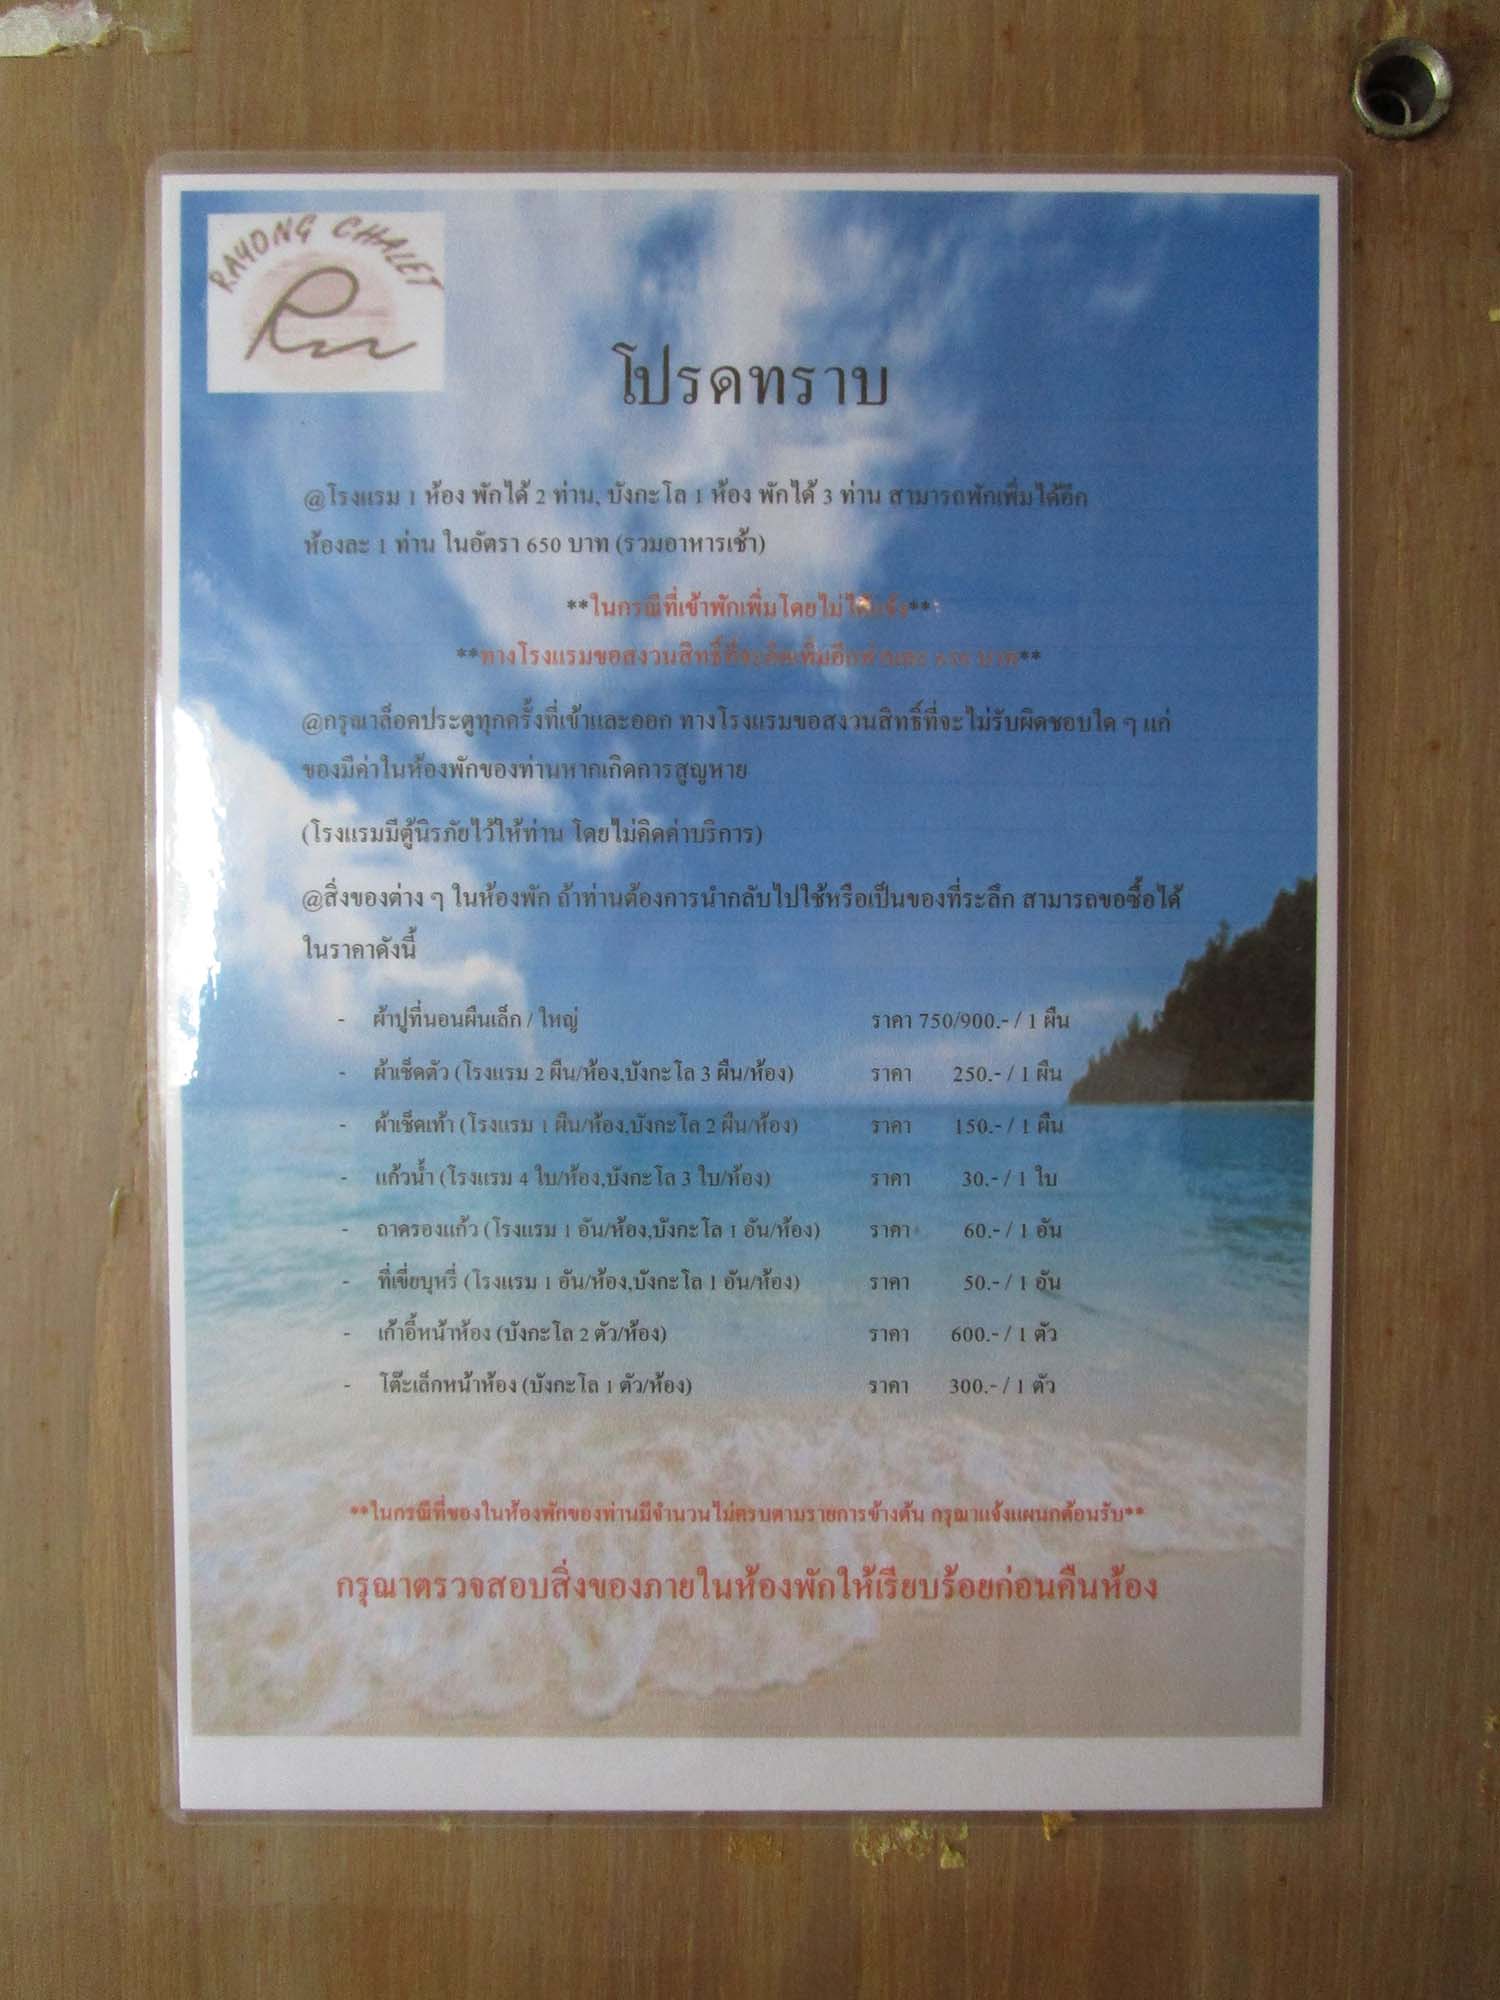 RAYONG CHALET
โปรดทราบ
@โรงแรม 1 ห้อง พักได้ 2 ท่าน, บังกะโล 1 ห้อง พักได้ 3 ท่าน สามารถพักเพิ่มได้อีก
ห้องละ 1 ท่าน ในอัตรา 650 บาท (รวมอาหารเช้า)
**ในกรณีที่เข้าพักเพิ่มโดยไม่ได้แจ้ง**
**ทางโรงแรมขอสงวนสิทธิ์ที่จะคิดเพิ่มอีกท่านละ 650 บาท**
@กรุณาล็อคประตูทุกครั้งที่เข้าและออก ทางโรงแรมขอสงวนสิทธิ์ที่จะไม่รับผิดชอบใด ๆ แก่
ของมีค่าในห้องพักของท่านหากเกิดการสูญหาย
(โรงแรมมีตู้นิรภัยไว้ให้ท่าน โดยไม่คิดค่าบริการ)
@สิ่งของต่าง ๆ ในห้องพัก ถ้าท่านต้องการนำกลับไปใช้หรือเป็นของที่ระลึก สามารถขอซื้อได้
ในราคาดังนี้
- ผ้าปูที่นอนผืนเล็ก / ใหญ่ ราคา 750/900.- / 1 ผืน
- ผ้าเช็ดตัว (โรงแรม 2 ผืน/ห้อง,บังกะโล 3 ผืน/ห้อง) ราคา 250.- / 1 ผืน
- ผ้าเช็ดเท้า (โรงแรม 1 ผืน/ห้อง,บังกะโล 2 ผืน/ห้อง) ราคา 150.- / 1 ผืน
- แก้วน้ำ (โรงแรม 4 ใบ/ห้อง,บังกะโล 3 ใบ/ห้อง) ราคา 30.- / 1 ใบ
- ถาดรองแก้ว (โรงแรม 1 อัน/ห้อง,บังกะโล 1 อัน/ห้อง) ราคา 60.- / 1 อัน
- ที่เขี่ยบุหรี่ (โรงแรม 1 อัน/ห้อง,บังกะโล 1 อัน/ห้อง) ราคา 50.- / 1 อัน
- เก้าอี้หน้าห้อง (บังกะโล 2 ตัว/ห้อง) ราคา 600.- / 1 ตัว
- โต๊ะเล็กหน้าห้อง (บังกะโล 1 ตัว/ห้อง) ราคา 300.- / 1 ตัว
**ในกรณีที่ของในห้องพักของท่านมีจำนวนไม่ครบตามรายการข้างต้น กรุณาแจ้งแผนกต้อนรับ**
กรุณาตรวจสอบสิ่งของภายในห้องพักให้เรียบร้อยก่อนคืนห้อง